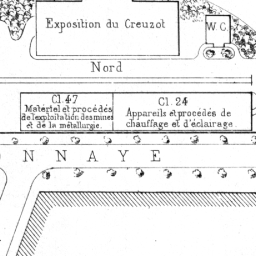 Exposition du Creuzot
W.C.
Nord
Cl. 47
Matériel et procédés
de l'exploitation des mines
et de la métallurgie.
Cl. 24
Appareils et procédés de
chauffage et d'éclairage
NNAYE